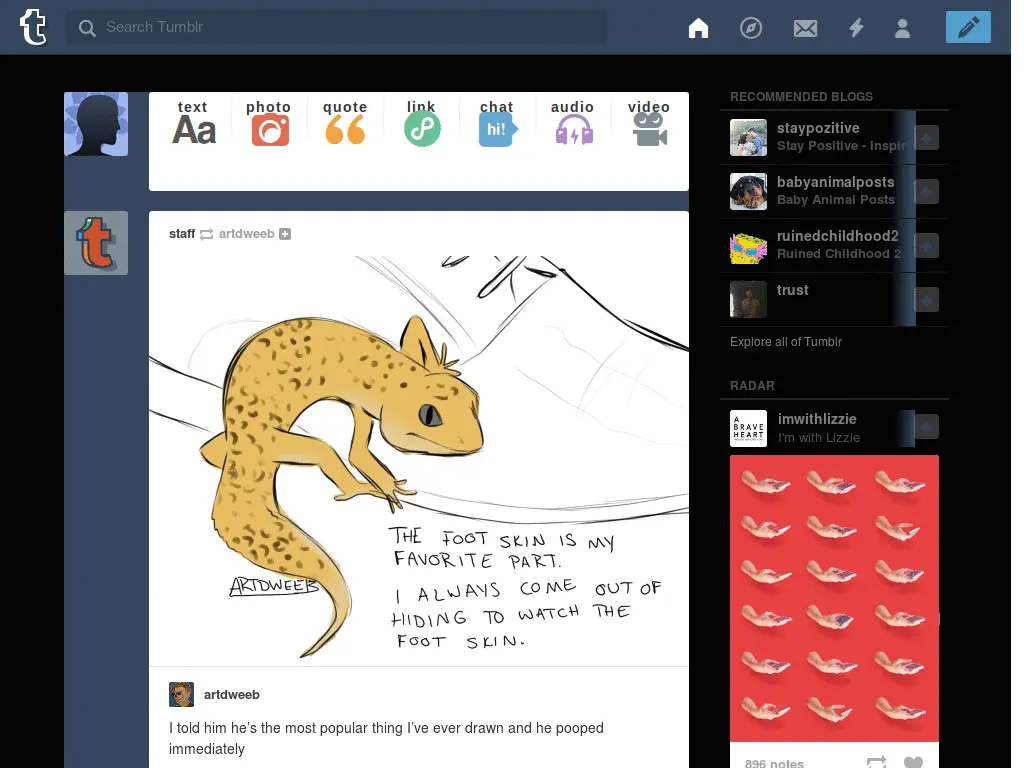 Search Tumblr
text
photo
quote
link
chat
audio
video
Aa
hi!
staff artdweeb
THE FOOT SKIN IS MY
FAVORITE PART.
I ALWAYS COME OUT OF
HIDING TO WATCH THE
FOOT SKIN.
ARTDWEEB
artdweeb
I told him he's the most popular thing I've ever drawn and he pooped
immediately
RECOMMENDED BLOGS
staypozitive
Stay Positive - Inspir
babyanimalposts
Baby Animal Posts
ruinedchildhood2
Ruined Childhood 2
trust
Explore all of Tumblr
RADAR
A
BRAVE
HEART
imwithlizzie
I'm with Lizzie
896 notes